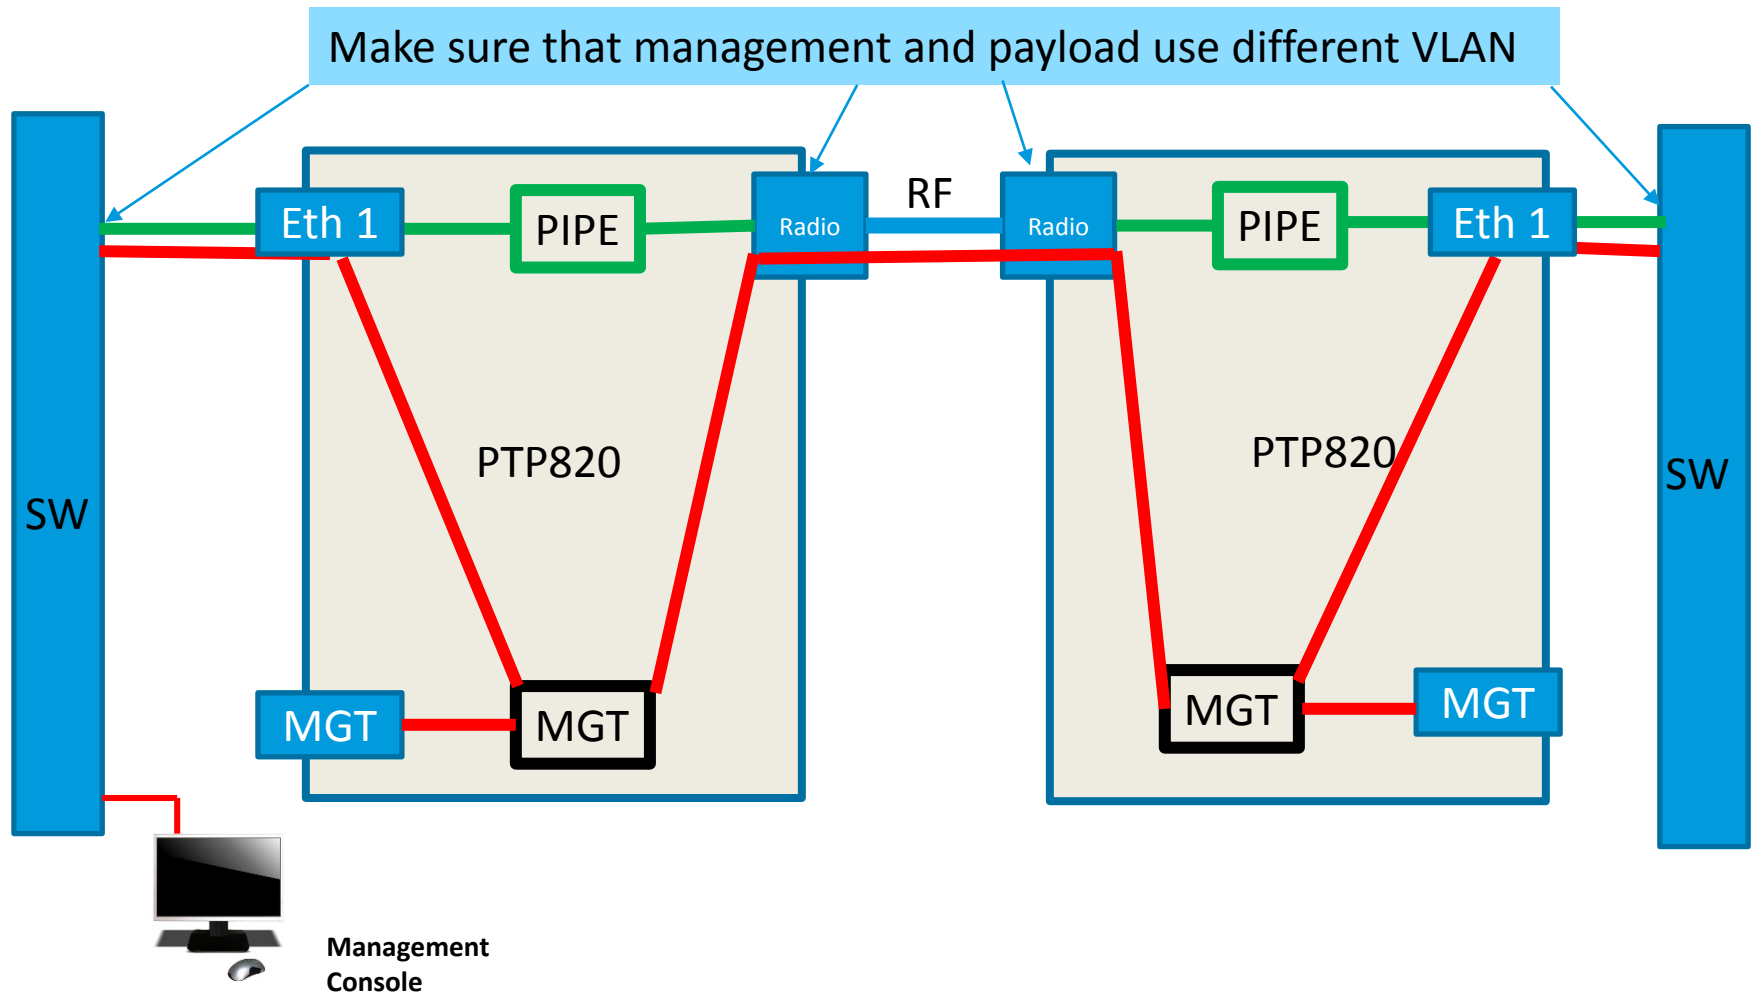 Make sure that management and payload use different VLAN
RF
Eth 1
PIPE
Radio
Radio
PIPE
Eth 1
PTP820
PTP820
SW
SW
MGT
MGT
MGT
MGT
Management
Console